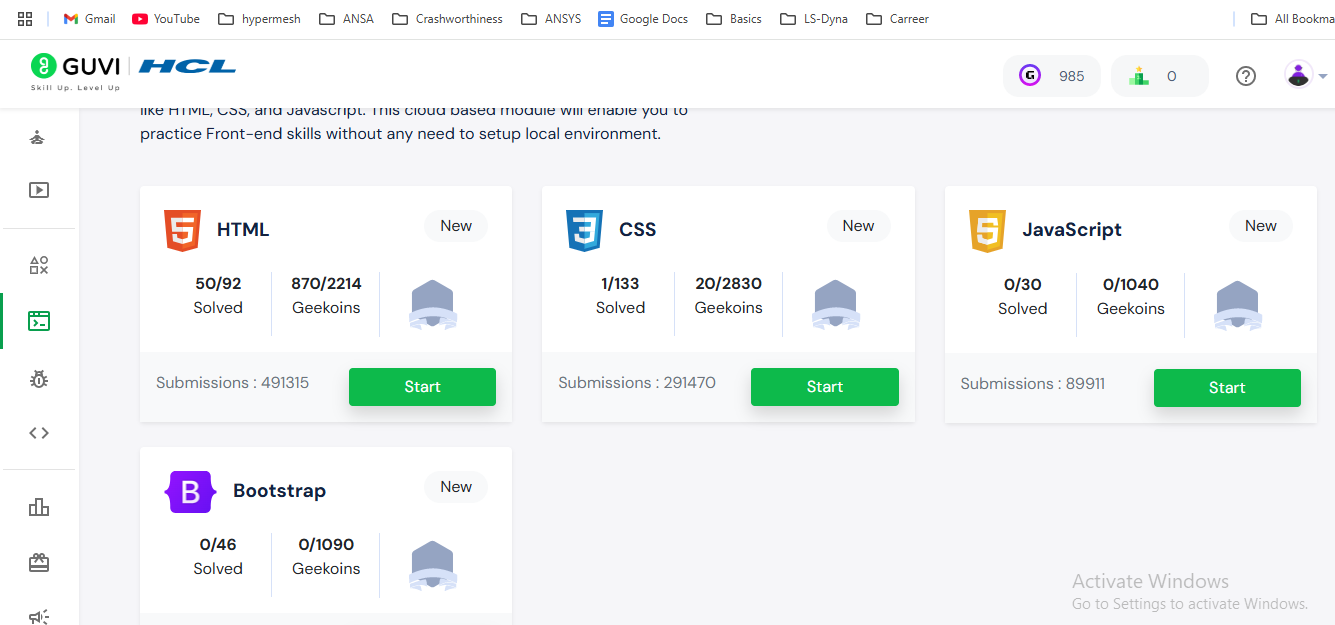 Gmail YouTube hypermesh ANSA Crashworthiness ANSYS Google Docs Basics LS-Dyna Carreer All Bookma
GUVI HCL
Skill Up. Level Up
G 985 0
like HTML, CSS, and Javascript. This cloud based module will enable you to
practice Front-end skills without any need to setup local environment.
5 HTML New
50/92 870/2214
Solved Geekoins
Submissions : 491315 Start
3 CSS New
1/133 20/2830
Solved Geekoins
Submissions : 291470 Start
5 JavaScript New
0/30 0/1040
Solved Geekoins
Submissions : 89911 Start
B Bootstrap New
0/46 0/1090
Solved Geekoins
Activate Windows
Go to Settings to activate Windows.